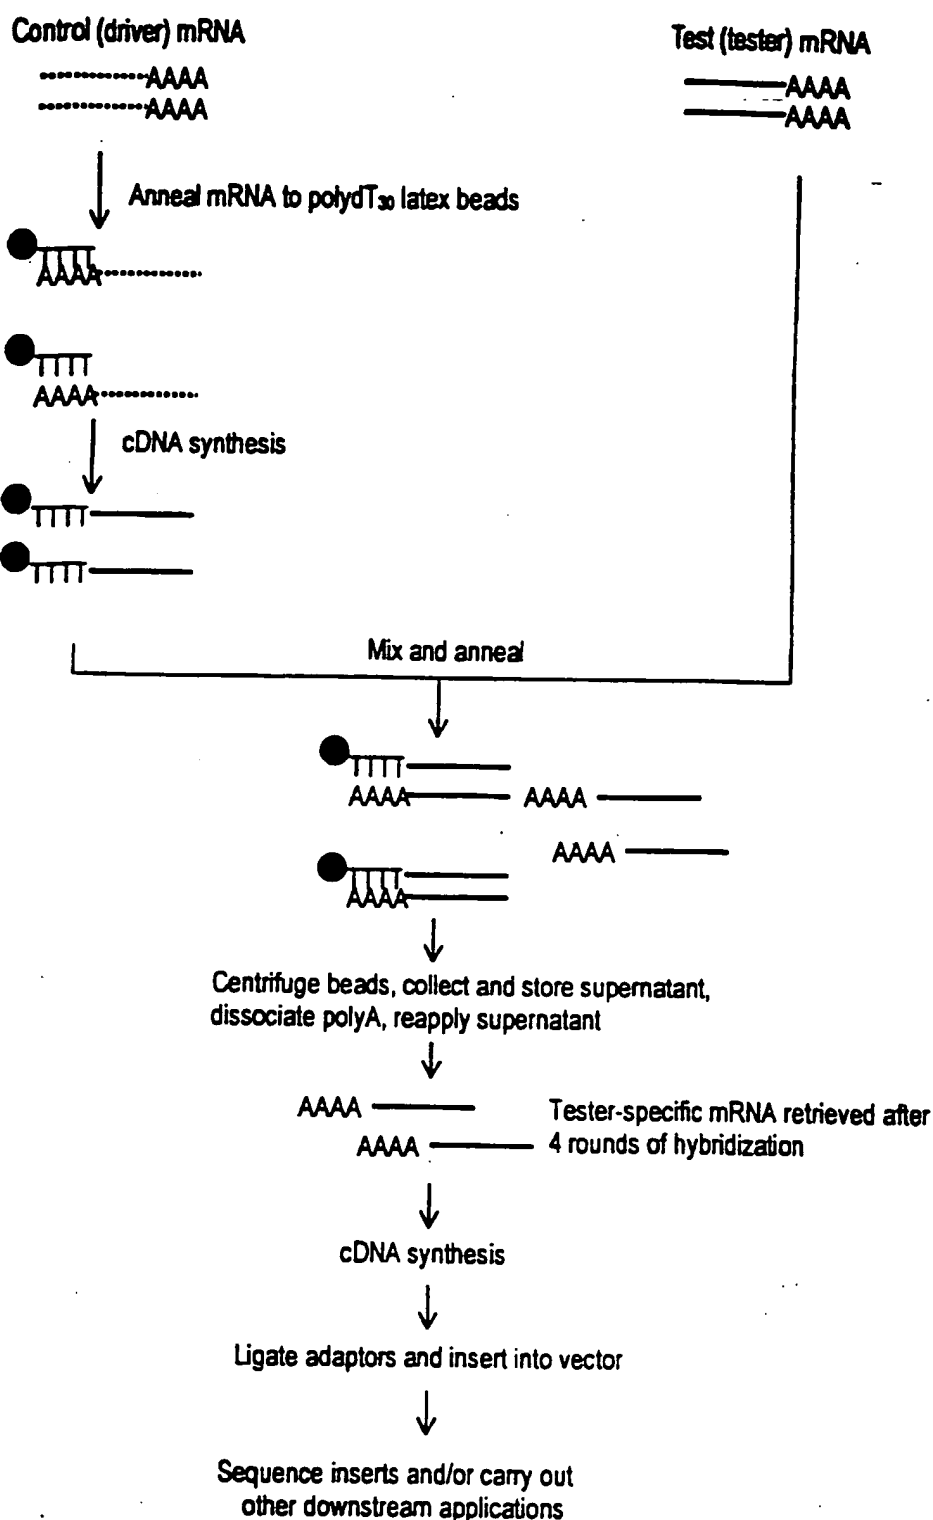 Control (driver) mRNA
Test (tester) mRNA
AAAA
AAAA
AAAA
AAAA
Anneal mRNA to polydT30 latex beads
TTTT
AAAA
TTTT
AAAA
cDNA synthesis
TTTT
TTTT
Mix and anneal
TTTT
AAAA AAAA
AAAA
TTTT
AAAA
Centrifuge beads, collect and store supernatant,
dissociate polyA, reapply supernatant
AAAA
Tester-specific mRNA retrieved after
AAAA
4 rounds of hybridization
cDNA synthesis
Ligate adaptors and insert into vector
Sequence inserts and/or carry out
other downstream applications